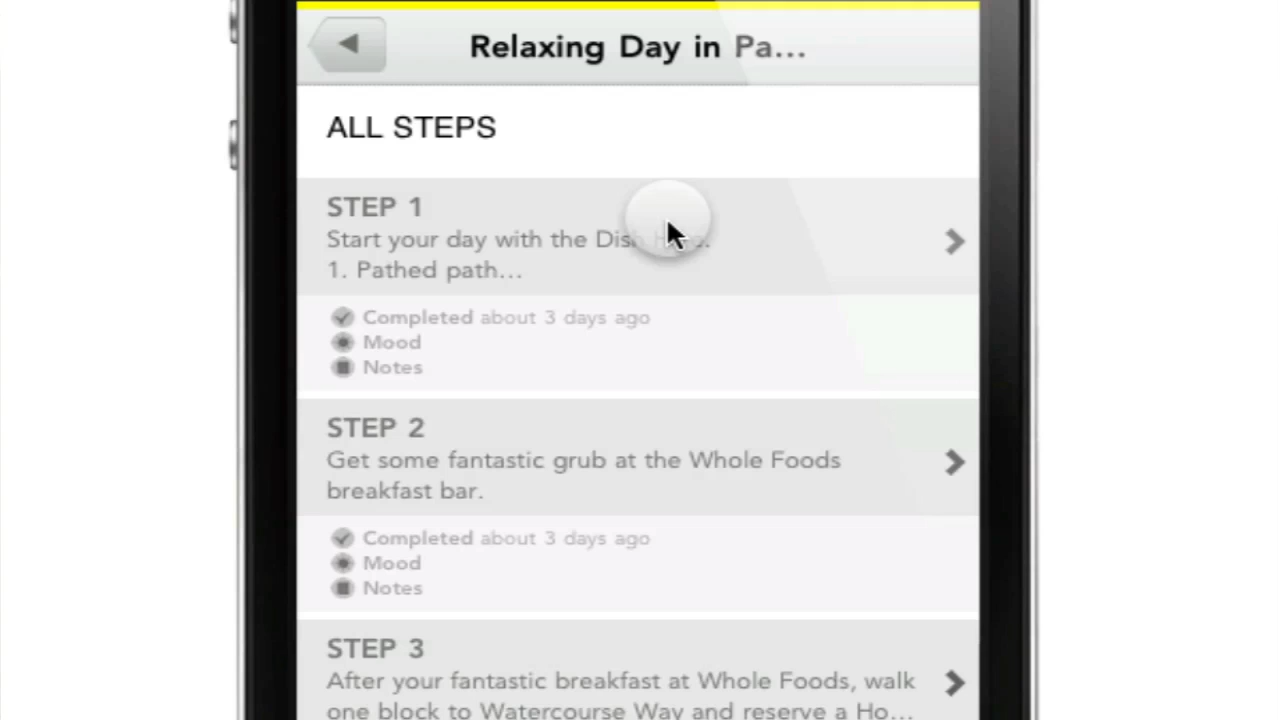 Relaxing Day in Pa...
ALL STEPS
STEP 1
Start your day with the Dish
1. Pathed path...
Completed about 3 days ago
Mood
Notes
STEP 2
Get some fantastic grub at the Whole Foods
breakfast bar.
Completed about 3 days ago
Mood
Notes
STEP 3
After your fantastic breakfast at Whole Foods, walk
one block to Watercourse Way and reserve a Ho...